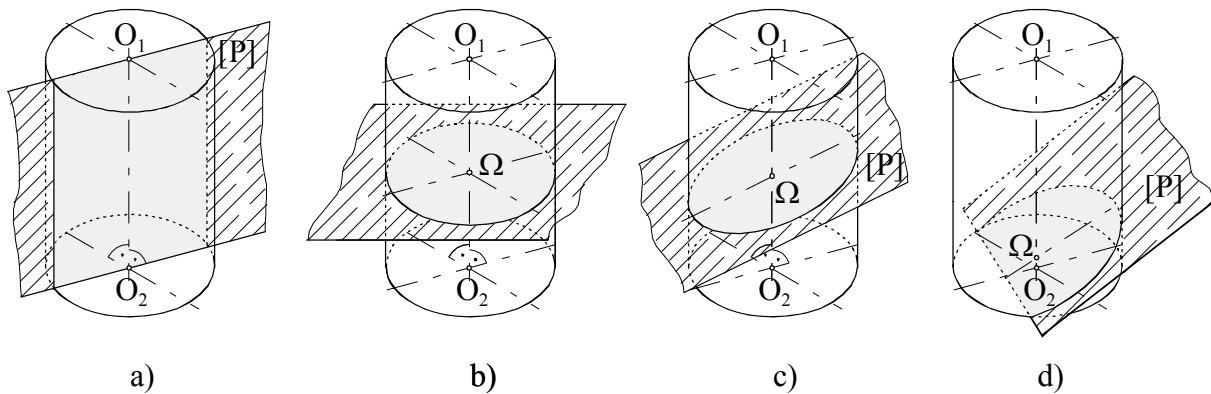 O₁ [P] O₁ O₁ O₁
Ω Ω [P] [P]
Ω
O₂ O₂ O₂ O₂
a) b) c) d)